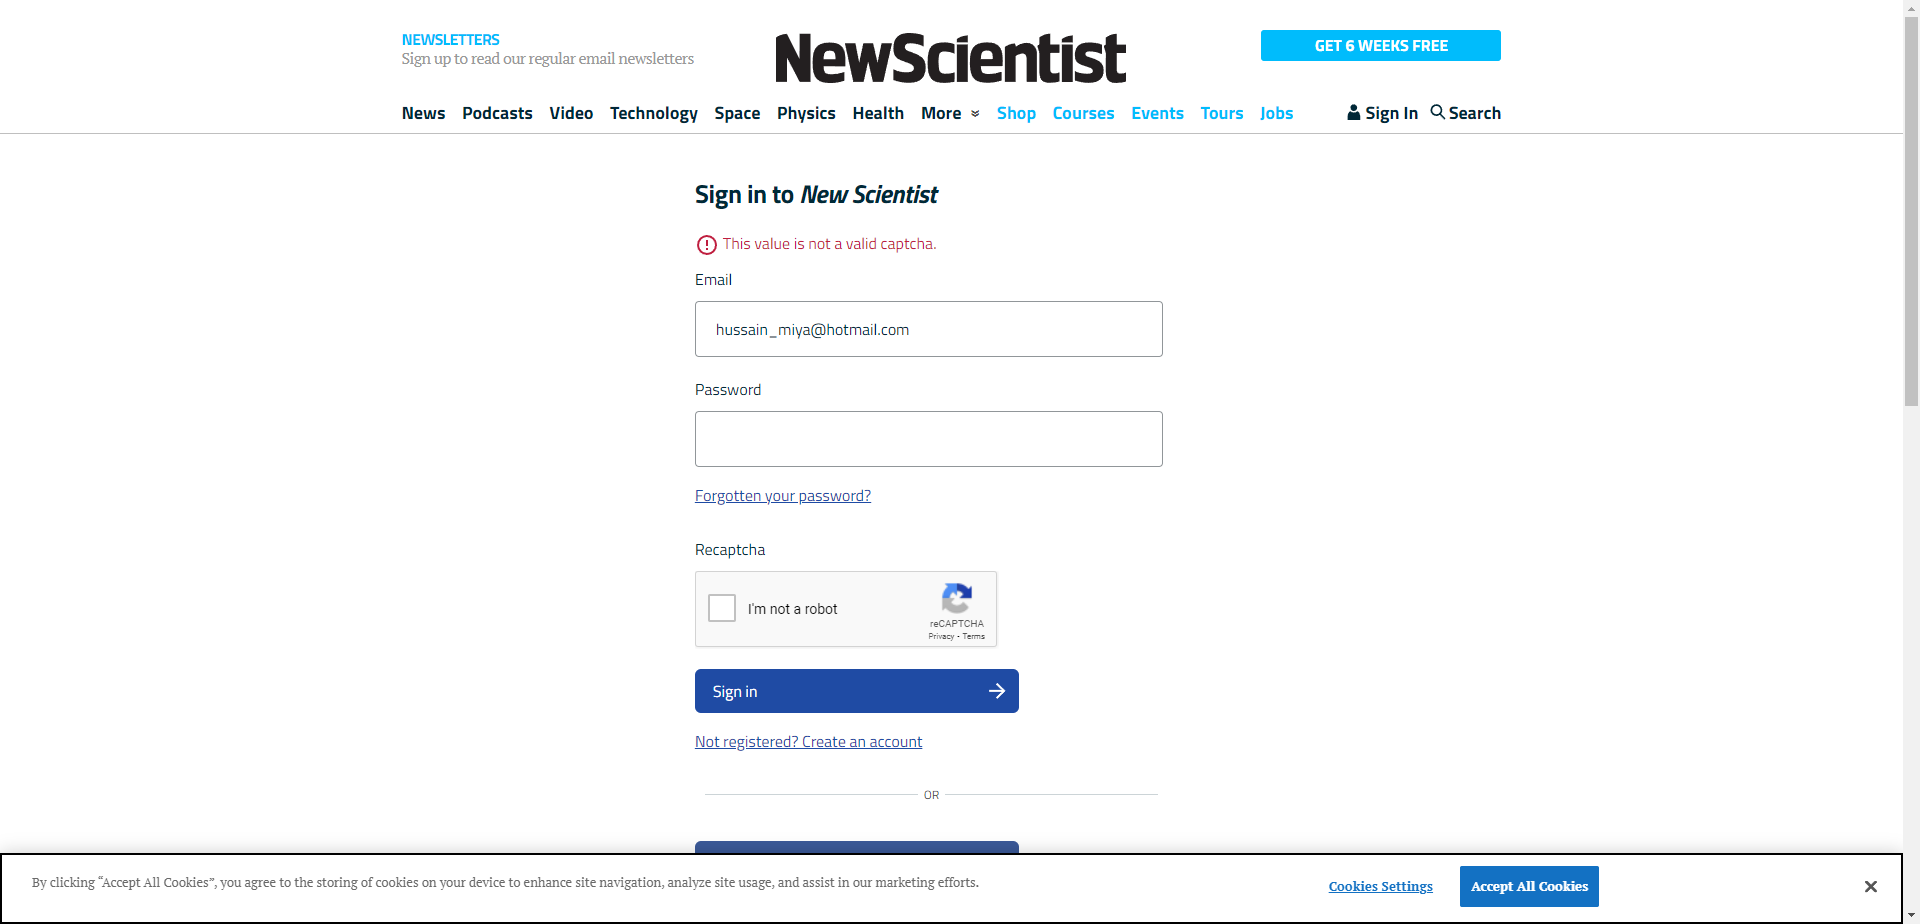 NEWSLETTERS
Sign up to read our regular email newsletters
NewScientist
GET 6 WEEKS FREE
News Podcasts Video Technology Space Physics Health More Shop Courses Events Tours Jobs Sign In Search
Sign in to New Scientist
This value is not a valid captcha.
Email
hussain_miya@hotmail.com
Password
Forgotten your password?
Recaptcha
I'm not a robot
reCAPTCHA
Privacy - Terms
Sign in
Not registered? Create an account
OR
By clicking “Accept All Cookies”, you agree to the storing of cookies on your device to enhance site navigation, analyze site usage, and assist in our marketing efforts.
Cookies Settings
Accept All Cookies